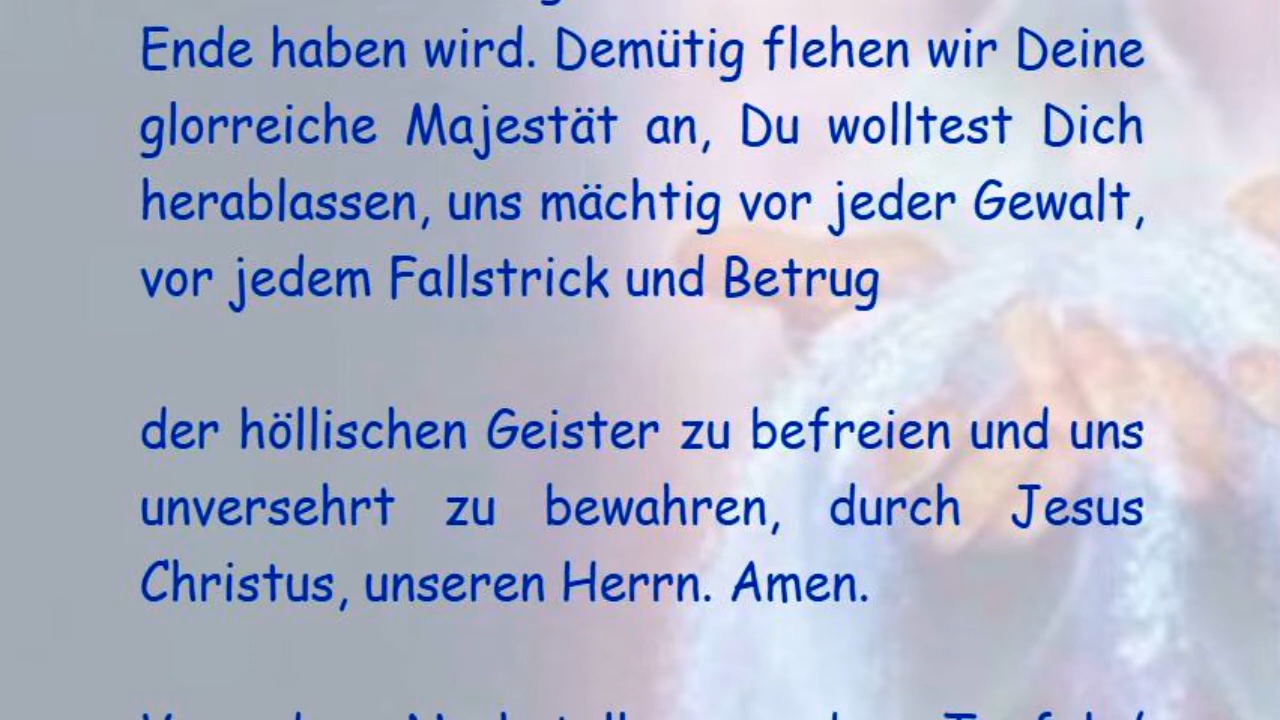 Ende haben wird. Demütig flehen wir Deine
glorreiche Majestät an, Du wolltest Dich
herablassen, uns mächtig vor jeder Gewalt,
vor jedem Fallstrick und Betrug
der höllischen Geister zu befreien und uns
unversehrt zu bewahren, durch Jesus
Christus, unseren Herrn. Amen.